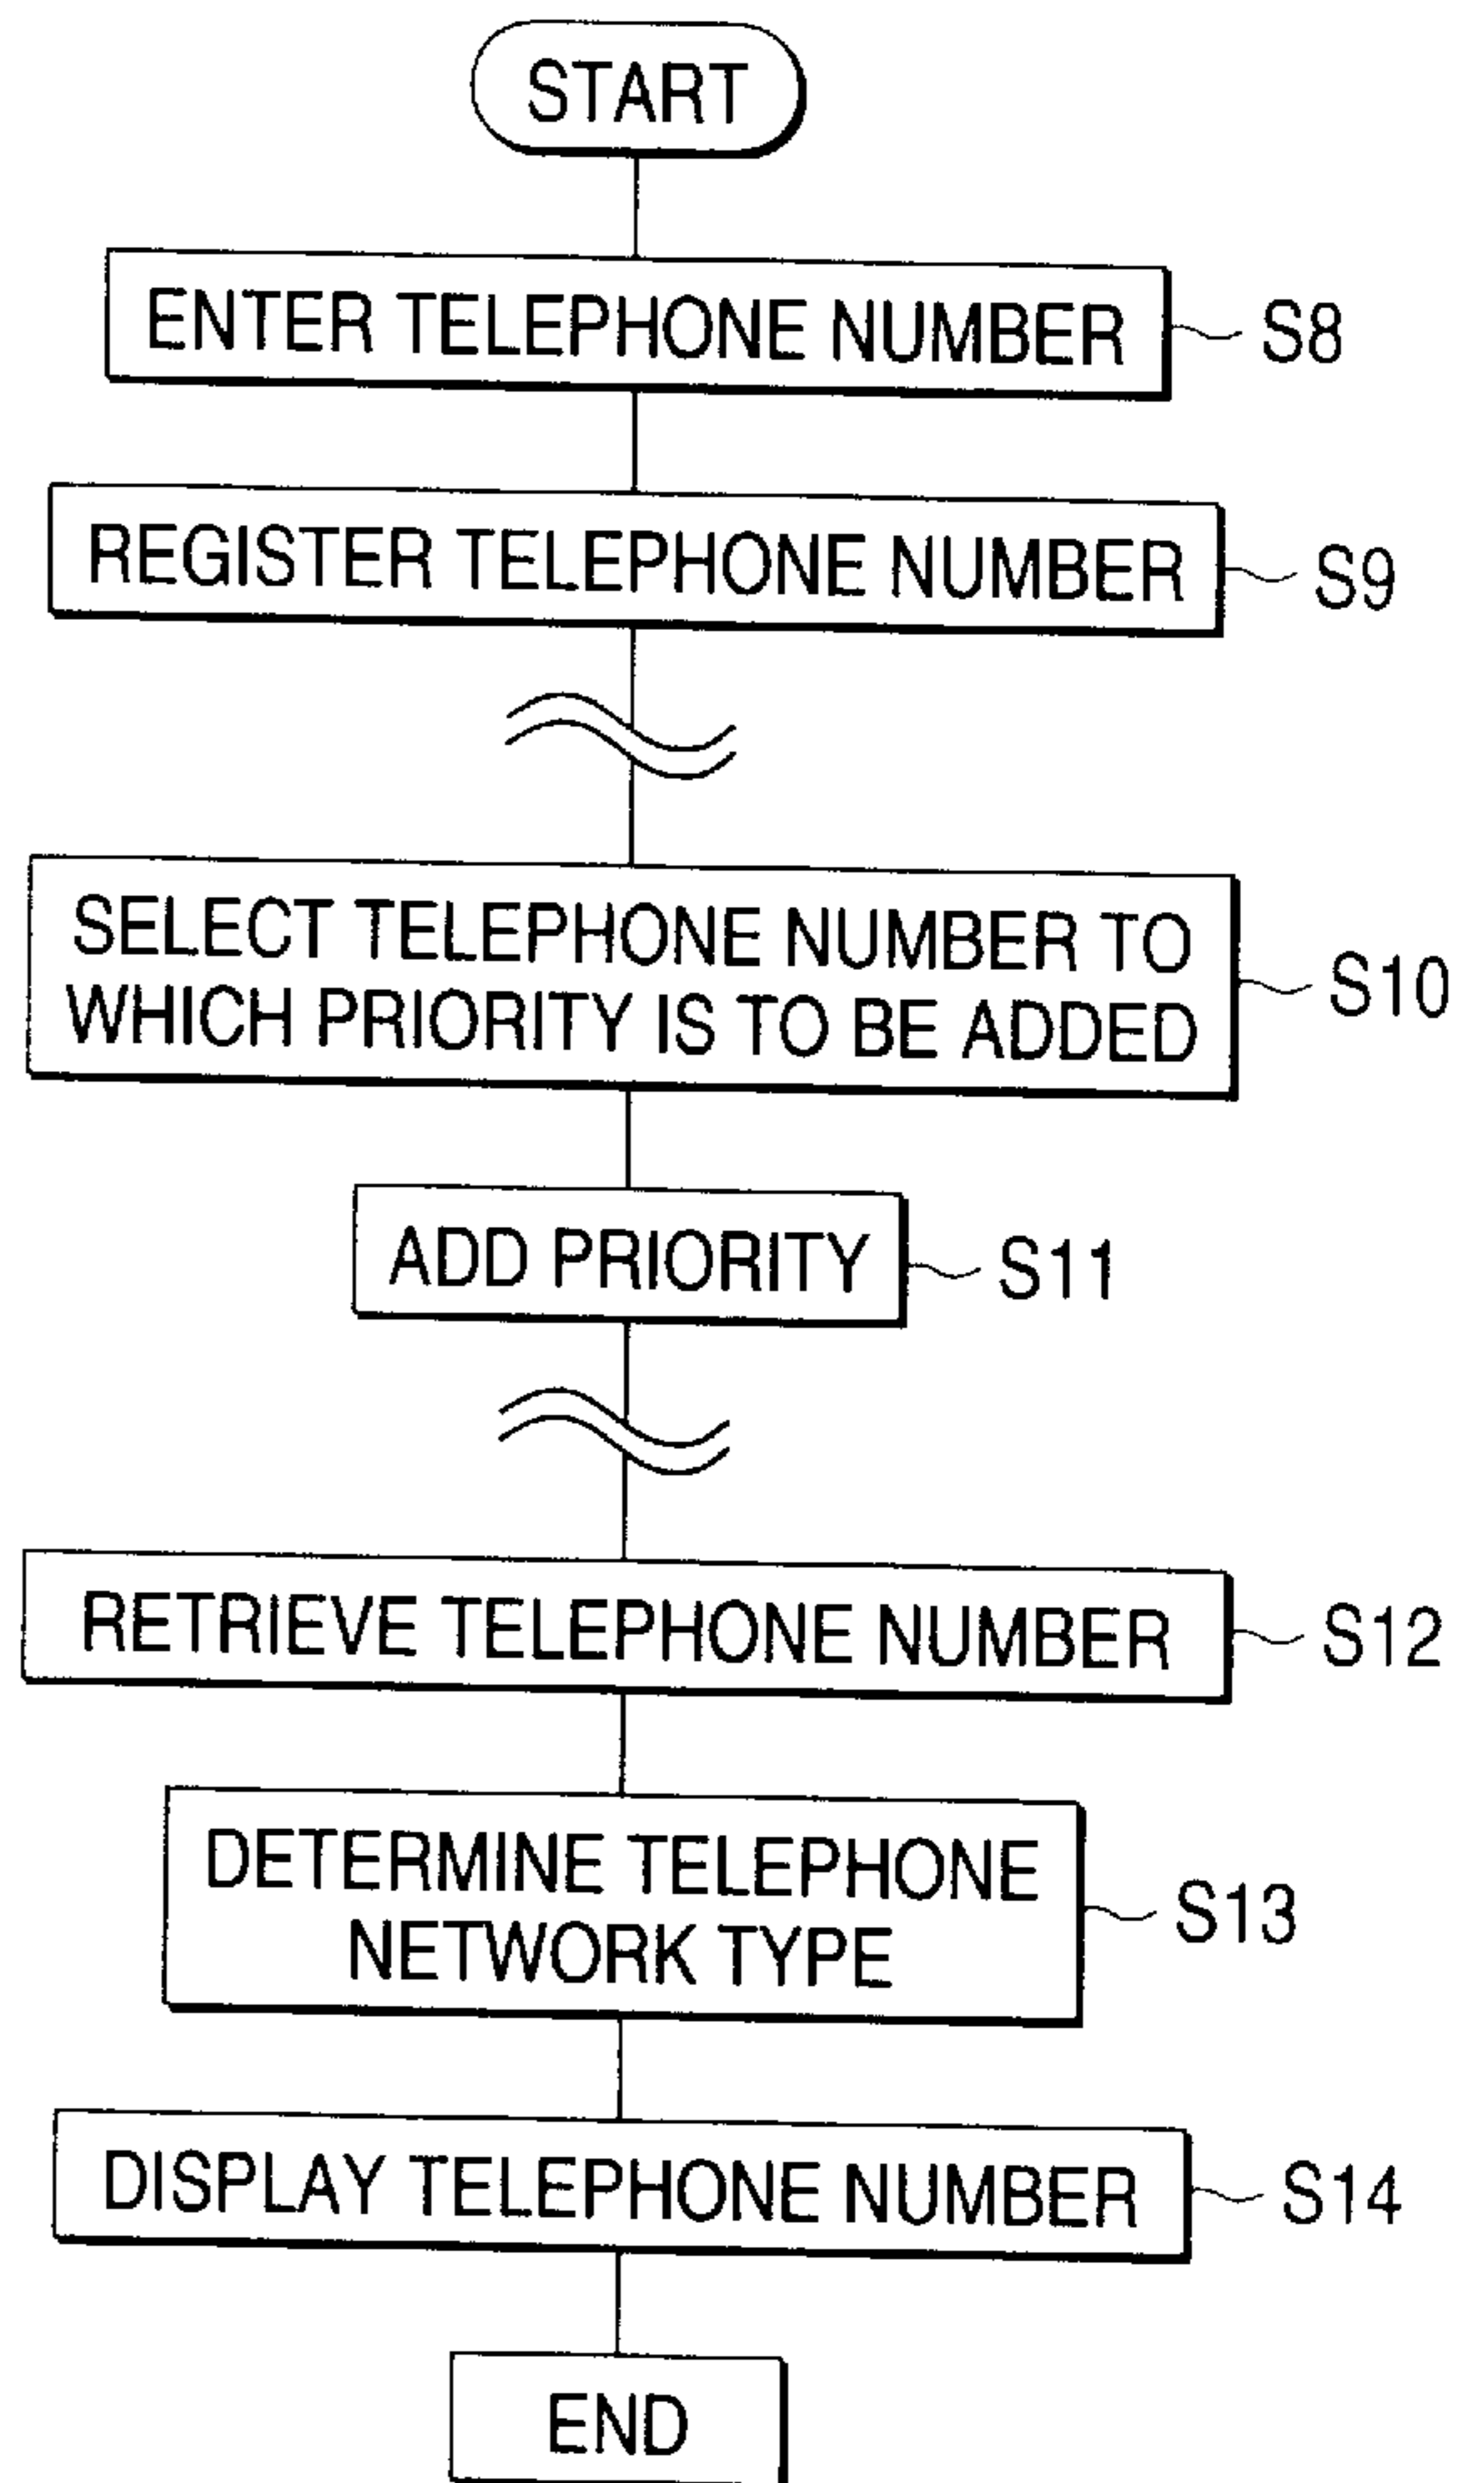 START
ENTER TELEPHONE NUMBER
S8
REGISTER TELEPHONE NUMBER
S9
SELECT TELEPHONE NUMBER TO
WHICH PRIORITY IS TO BE ADDED
S10
ADD PRIORITY
S11
RETRIEVE TELEPHONE NUMBER
S12
DETERMINE TELEPHONE
NETWORK TYPE
S13
DISPLAY TELEPHONE NUMBER
S14
END